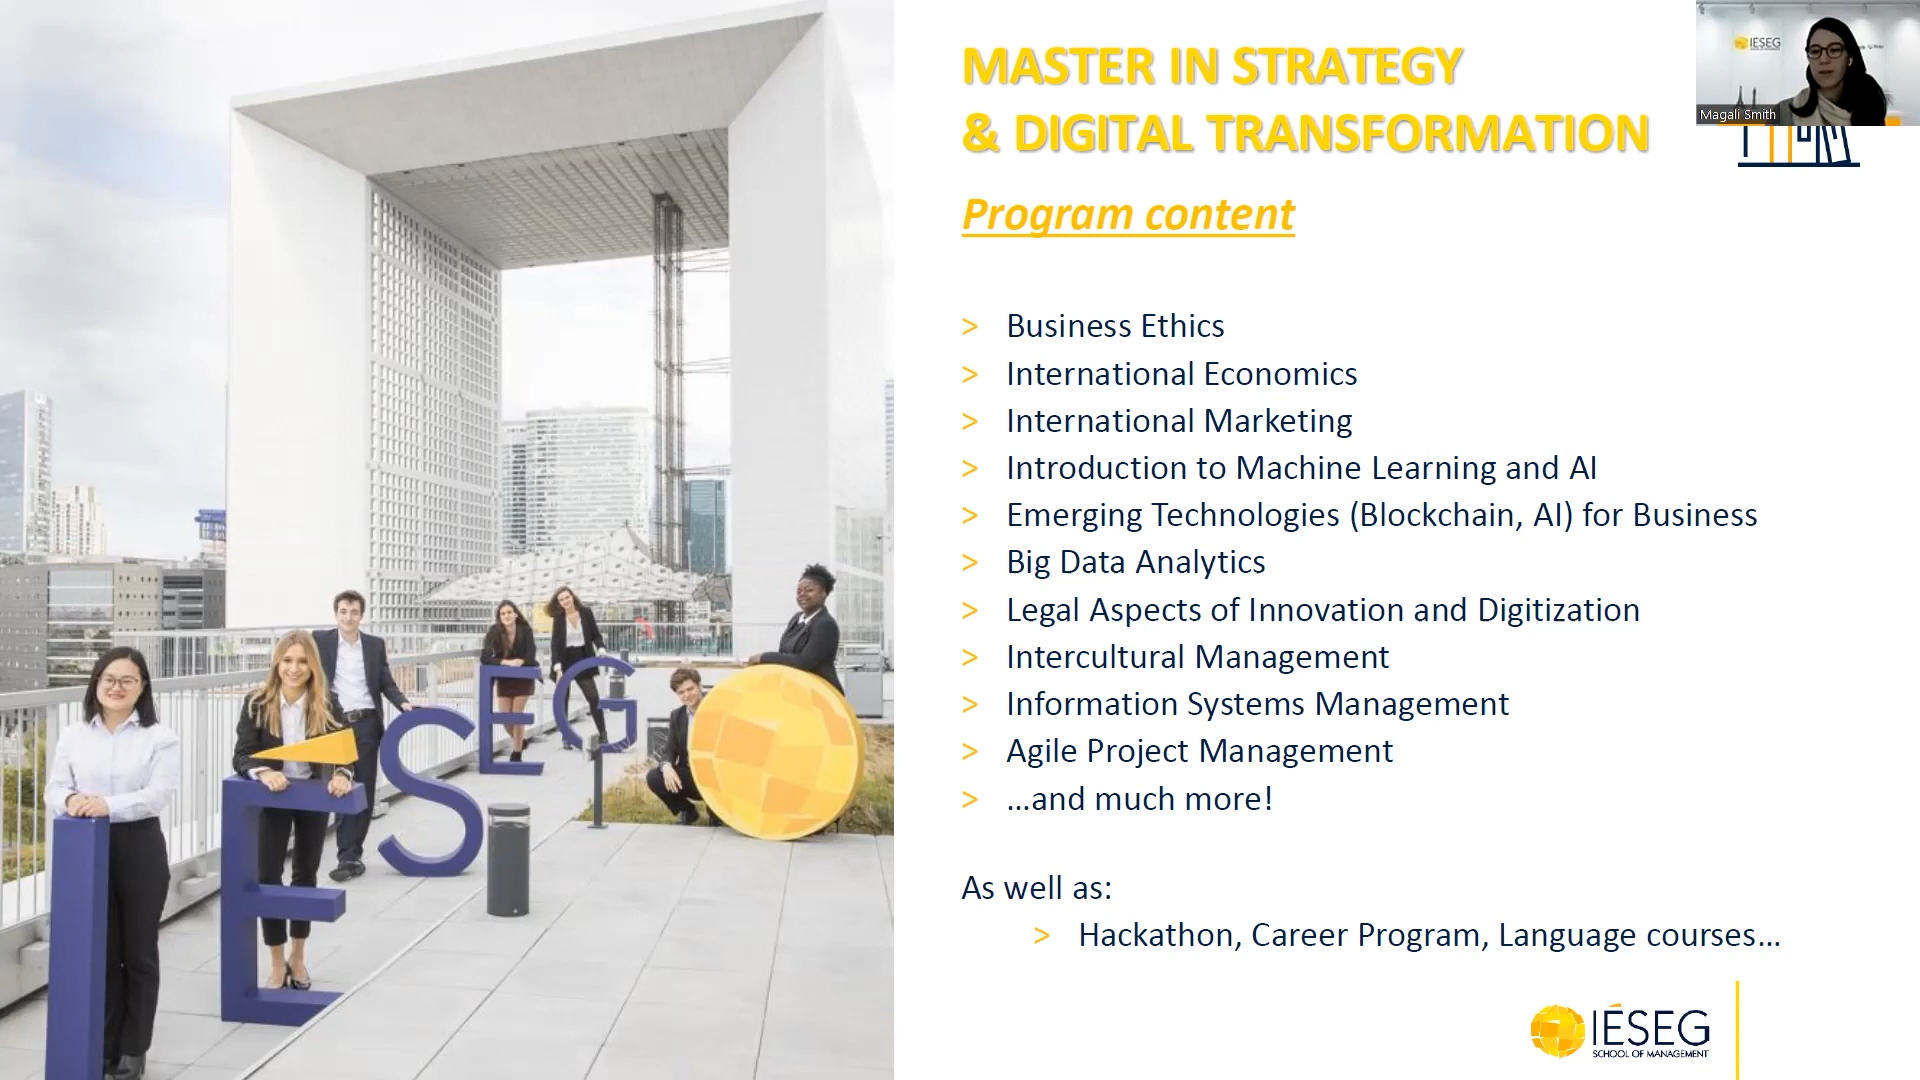 MASTER IN STRATEGY
& DIGITAL TRANSFORMATION
Program content
> Business Ethics
> International Economics
> International Marketing
> Introduction to Machine Learning and AI
> Emerging Technologies (Blockchain, AI) for Business
> Big Data Analytics
> Legal Aspects of Innovation and Digitization
> Intercultural Management
> Information Systems Management
> Agile Project Management
> …and much more!
As well as:
> Hackathon, Career Program, Language courses…
IÉSEG
SCHOOL OF MANAGEMENT
IÉSEG
Magali Smith
IÉSEG